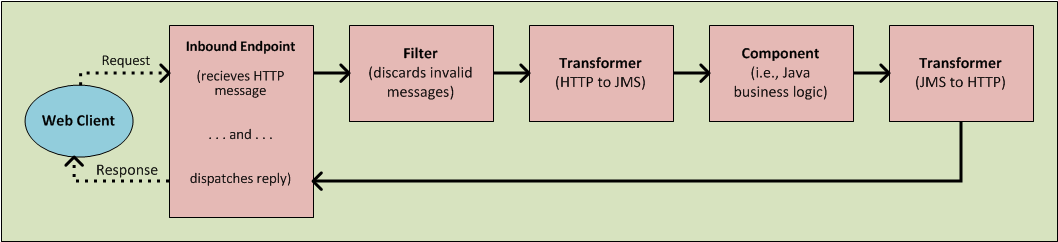 Request
Web Client
Response
Inbound Endpoint
(recieves HTTP
message
. . . and . . .
dispatches reply)
Filter
(discards invalid
messages)
Transformer
(HTTP to JMS)
Component
(i.e., Java
business logic)
Transformer
(JMS to HTTP)